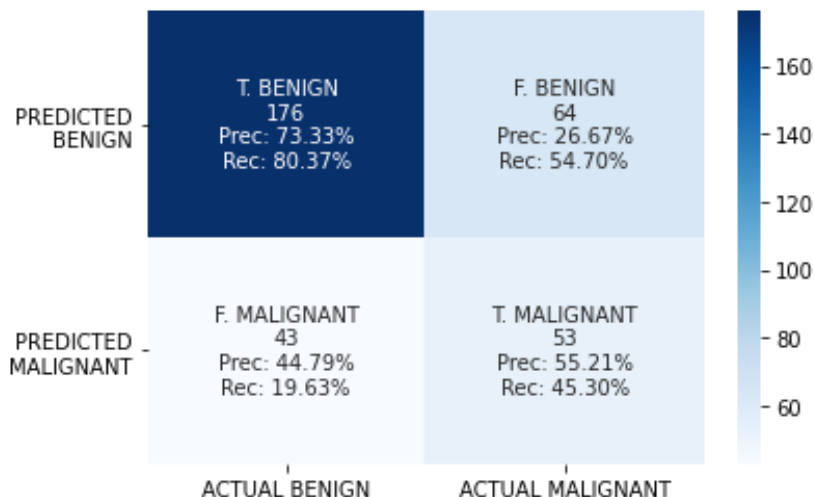 T. BENIGN
176
Prec: 73.33%
Rec: 80.37%
F. BENIGN
64
Prec: 26.67%
Rec: 54.70%
PREDICTED
BENIGN
F. MALIGNANT
43
Prec: 44.79%
Rec: 19.63%
T. MALIGNANT
53
Prec: 55.21%
Rec: 45.30%
PREDICTED
MALIGNANT
ACTUAL BENIGN
ACTUAL MALIGNANT
160
140
120
100
80
60